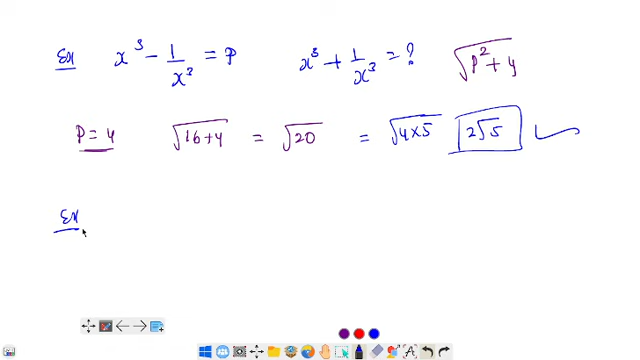 Ex x³ - 1/x³ = P x³ + 1/x³ = ? √(P² + 4)
P = 4 √(16+4) = √20 = √(4×5) 2√5
Ex